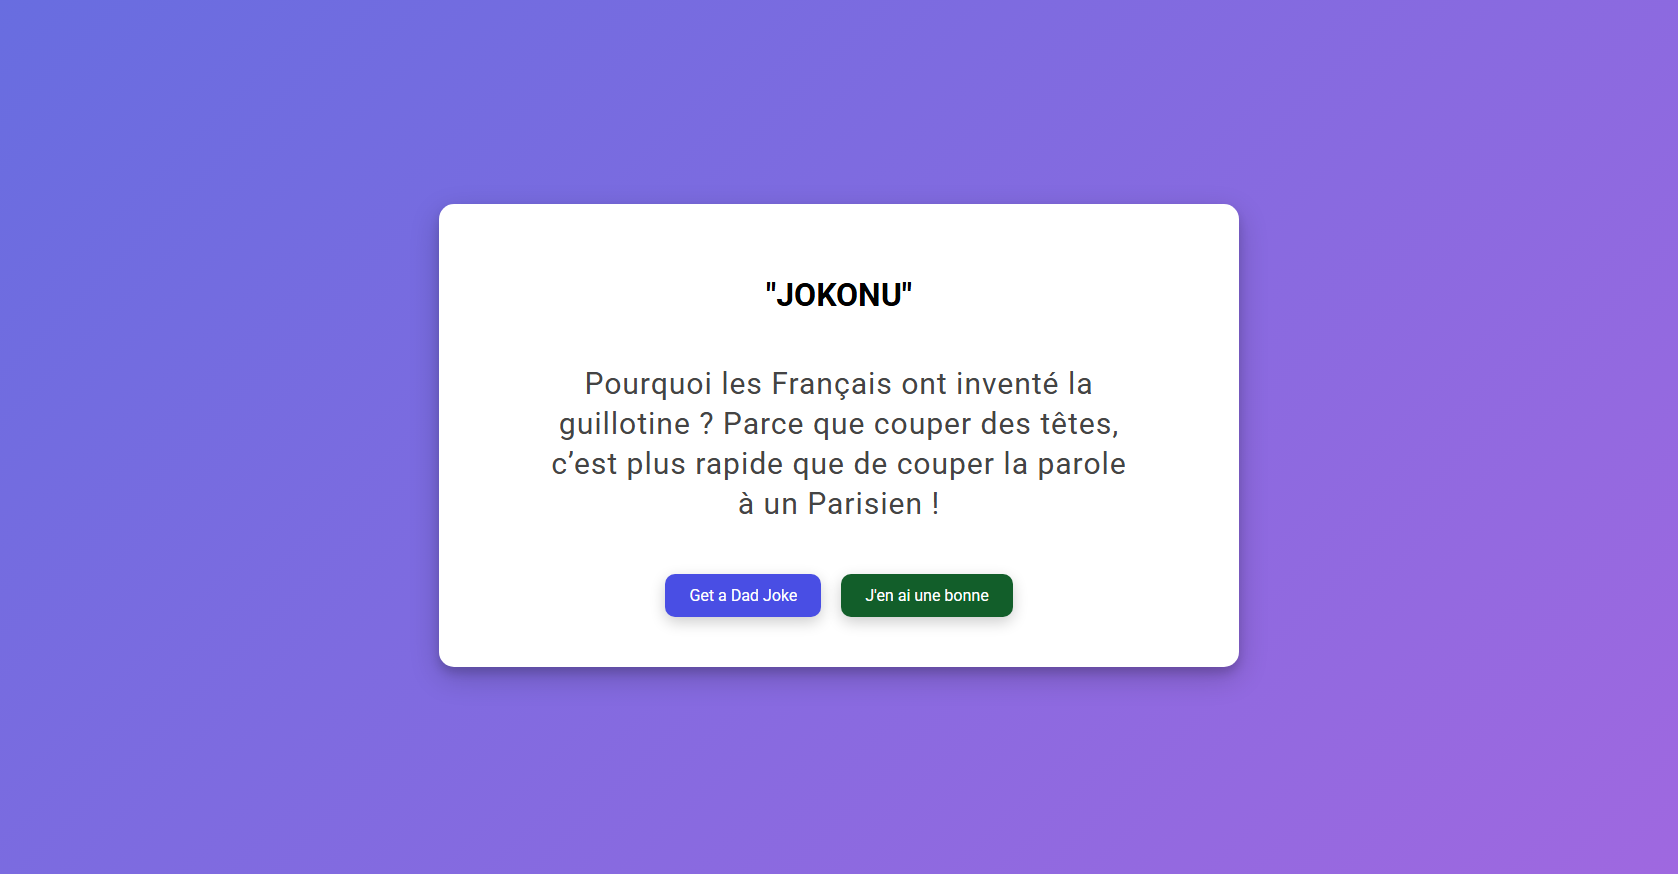 "JOKONU"
Pourquoi les Français ont inventé la
guillotine ? Parce que couper des têtes,
c’est plus rapide que de couper la parole
à un Parisien !
Get a Dad Joke
J'en ai une bonne